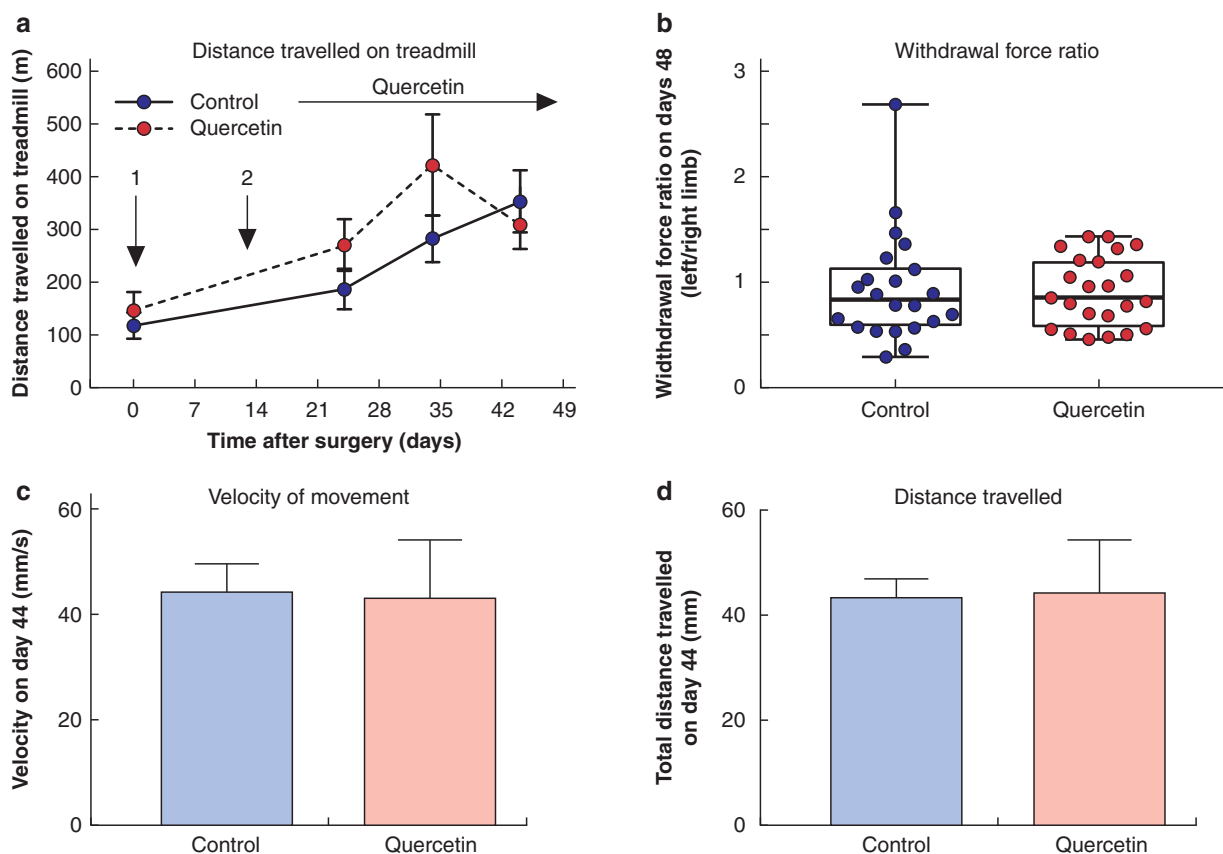 a
Distance travelled on treadmill
Distance travelled on treadmill (m)
600
500
400
300
200
100
0
Control
Quercetin
Quercetin
1
2
0 7 14 21 28 35 42 49
Time after surgery (days)
b
Withdrawal force ratio
Widthdrawal force ratio on days 48
(left/right limb)
3
2
1
0
Control Quercetin
c
Velocity of movement
Velocity on day 44 (mm/s)
60
40
20
0
Control Quercetin
d
Distance travelled
Total distance travelled
on day 44 (mm)
60
40
20
0
Control Quercetin